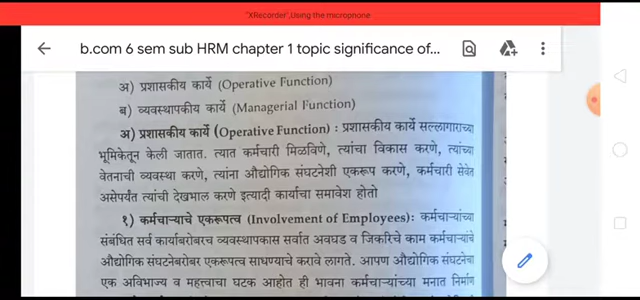 "XRecorder",Using the microphone
b.com 6 sem sub HRM chapter 1 topic significance of...
अ) प्रशासकीय कार्ये (Operative Function)
ब) व्यवस्थापकीय कार्ये (Managerial Function)
अ) प्रशासकीय कार्ये (Operative Function) : प्रशासकीय कार्ये सल्लागाराच्या
भूमिकेतून केली जातात. त्यात कर्मचारी मिळविणे, त्यांचा विकास करणे, त्यांच्या
वेतनाची व्यवस्था करणे, त्यांना औद्योगिक संघटनेशी एकरूप करणे, कर्मचारी सेवेत
असेपर्यंत त्यांची देखभाल करणे इत्यादी कार्याचा समावेश होतो
१) कर्मचाऱ्याचे एकरूपत्व (Involvement of Employees) : कर्मचाऱ्यांच्या
संबंधित सर्व कार्याबरोबरच व्यवस्थापकास सर्वात अवघड व जिकिरीचे काम कर्मचाऱ्यांचे
औद्योगिक संघटनेबरोबर एकरूपत्व साधण्याचे करावे लागते. आपण औद्योगिक संघटनेचा
एक अविभाज्य व महत्त्वाचा घटक आहोत ही भावना कर्मचाऱ्यांच्या मनात निर्माण